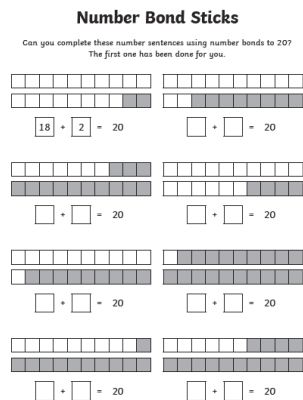 Number Bond Sticks
Can you complete these number sentences using number bonds to 20?
The first one has been done for you.
18 + 2 = 20
+ = 20
+ = 20
+ = 20
+ = 20
+ = 20
+ = 20
+ = 20